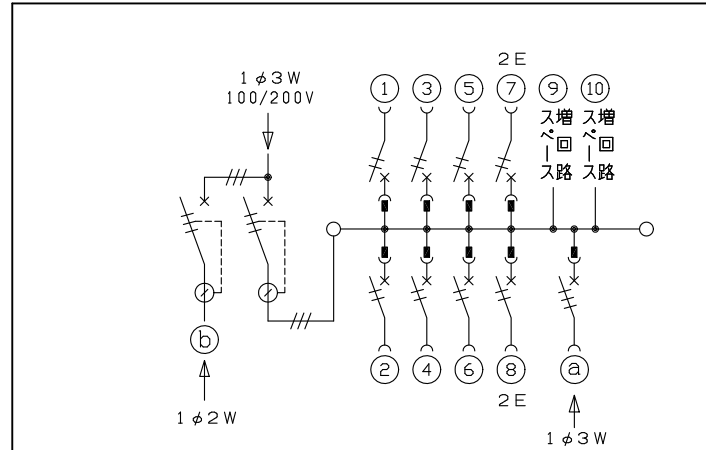 2E
1φ3W
100/200V
① ③ ⑤ ⑦ ⑨ ⑩
増回路
スペース
増回路
スペース
ⓑ
② ④ ⑥ ⑧ ⓐ
2E
1φ2W
1φ3W